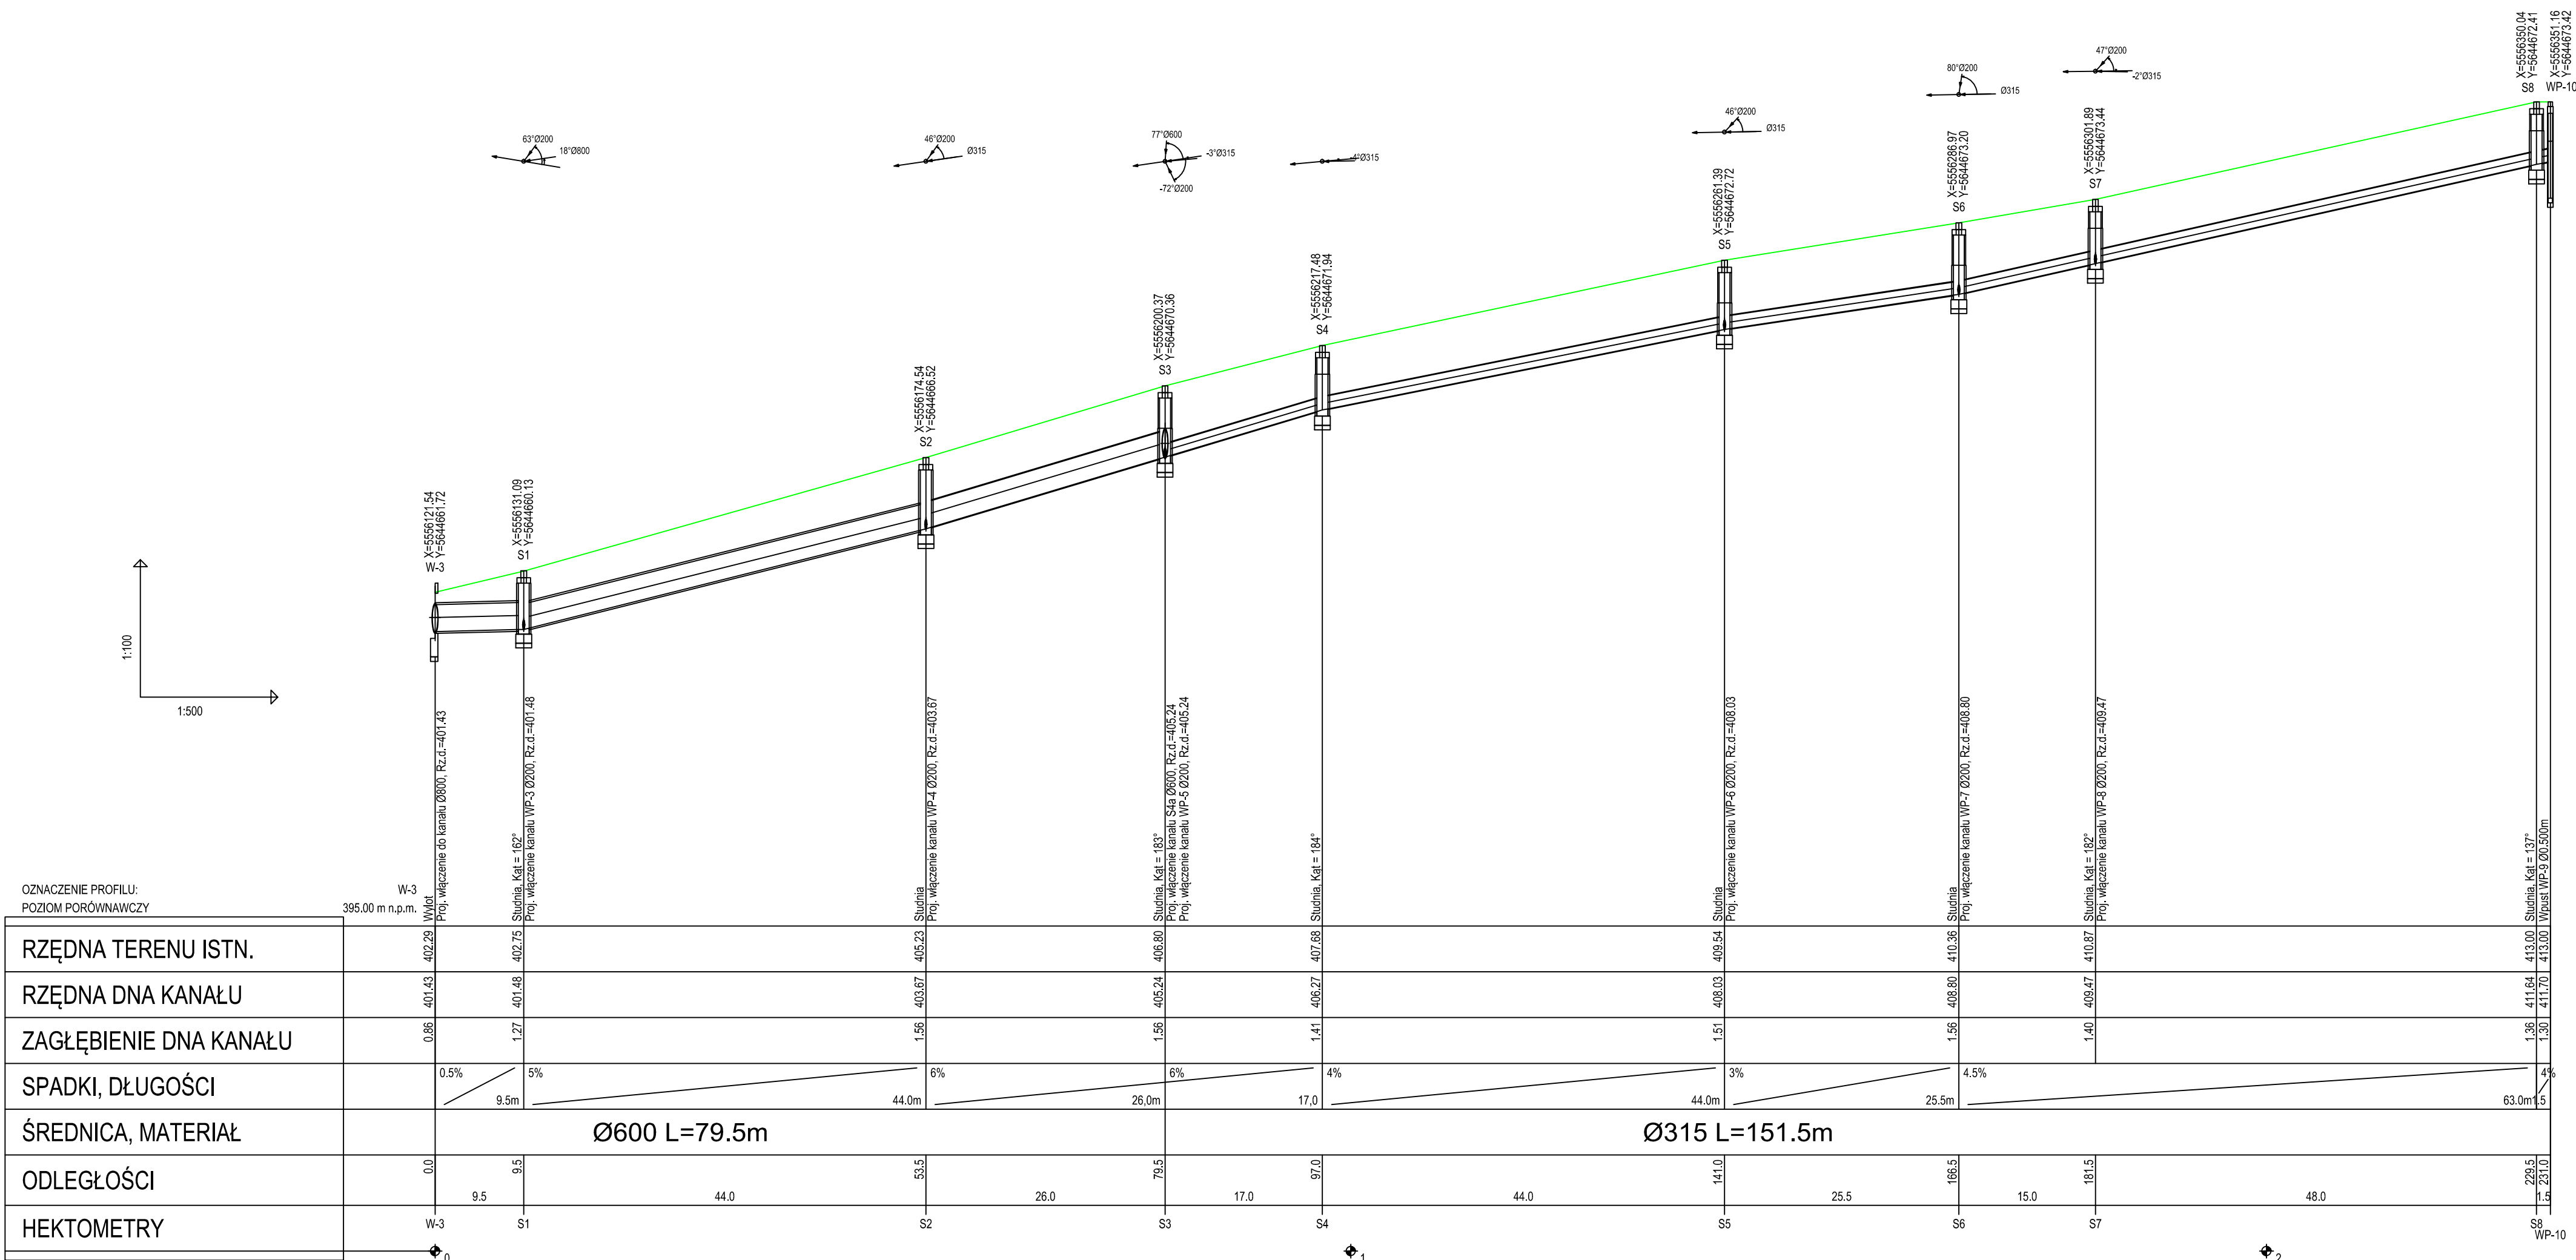 X=5556350.04
Y=5644672.41
S8
X=5556351.16
Y=5644673.42
WP-10
47°Ø200
-2°Ø315
80°Ø200
Ø315
46°Ø200
Ø315
63°Ø200
18°Ø800
46°Ø200
Ø315
77°Ø600
-3°Ø315
-72°Ø200
-4°Ø315
X=5556301.89
Y=5644673.44
S7
X=5556286.97
Y=5644673.20
S6
X=5556261.39
Y=5644672.72
S5
X=5556217.48
Y=5644671.94
S4
X=5556200.37
Y=5644670.36
S3
X=5556174.54
Y=5644666.52
S2
X=5556131.09
Y=5644660.13
S1
X=5556121.54
Y=5644661.72
W-3
1:100
1:500
Wylot
Proj. włączenie do kanału Ø800, Rz.d.=401.43
Studnia, Kąt = 162°
Proj. włączenie kanału WP-3 Ø200, Rz.d.=401.48
Studnia
Proj. włączenie kanału WP-4 Ø200, Rz.d.=403.67
Studnia, Kąt = 183°
Proj. włączenie kanału S4a Ø600, Rz.d.=405.24
Proj. włączenie kanału WP-5 Ø200, Rz.d.=405.24
Studnia, Kąt = 184°
Studnia
Proj. włączenie kanału WP-6 Ø200, Rz.d.=408.03
Studnia
Proj. włączenie kanału WP-7 Ø200, Rz.d.=408.80
Studnia, Kąt = 182°
Proj. włączenie kanału WP-8 Ø200, Rz.d.=409.47
Studnia, Kąt = 137°
Wpust WP-9 Ø0.500m
OZNACZENIE PROFILU: W-3
POZIOM PORÓWNAWCZY 395.00 m n.p.m.
RZĘDNA TERENU ISTN. 402.29 402.75 405.23 406.80 407.68 409.54 410.36 410.87 413.00 413.00
RZĘDNA DNA KANAŁU 401.43 401.48 403.67 405.24 406.27 408.03 408.80 409.47 411.64 411.70
ZAGŁĘBIENIE DNA KANAŁU 0.86 1.27 1.56 1.56 1.41 1.51 1.56 1.40 1.36 1.30
SPADKI, DŁUGOŚCI
0.5% 5% 6% 6% 4% 3% 4.5% 4%
9.5m 44.0m 26,0m 17,0 44.0m 25.5m 63.0m 1.5
ŚREDNICA, MATERIAŁ Ø600 L=79.5m Ø315 L=151.5m
ODLEGŁOŚCI 0.0 9.5 53.5 79.5 97.0 141.0 166.5 181.5 229.5 231.0
9.5 44.0 26.0 17.0 44.0 25.5 15.0 48.0 1.5
HEKTOMETRY W-3 S1 S2 S3 S4 S5 S6 S7 S8
WP-10
0 1 2